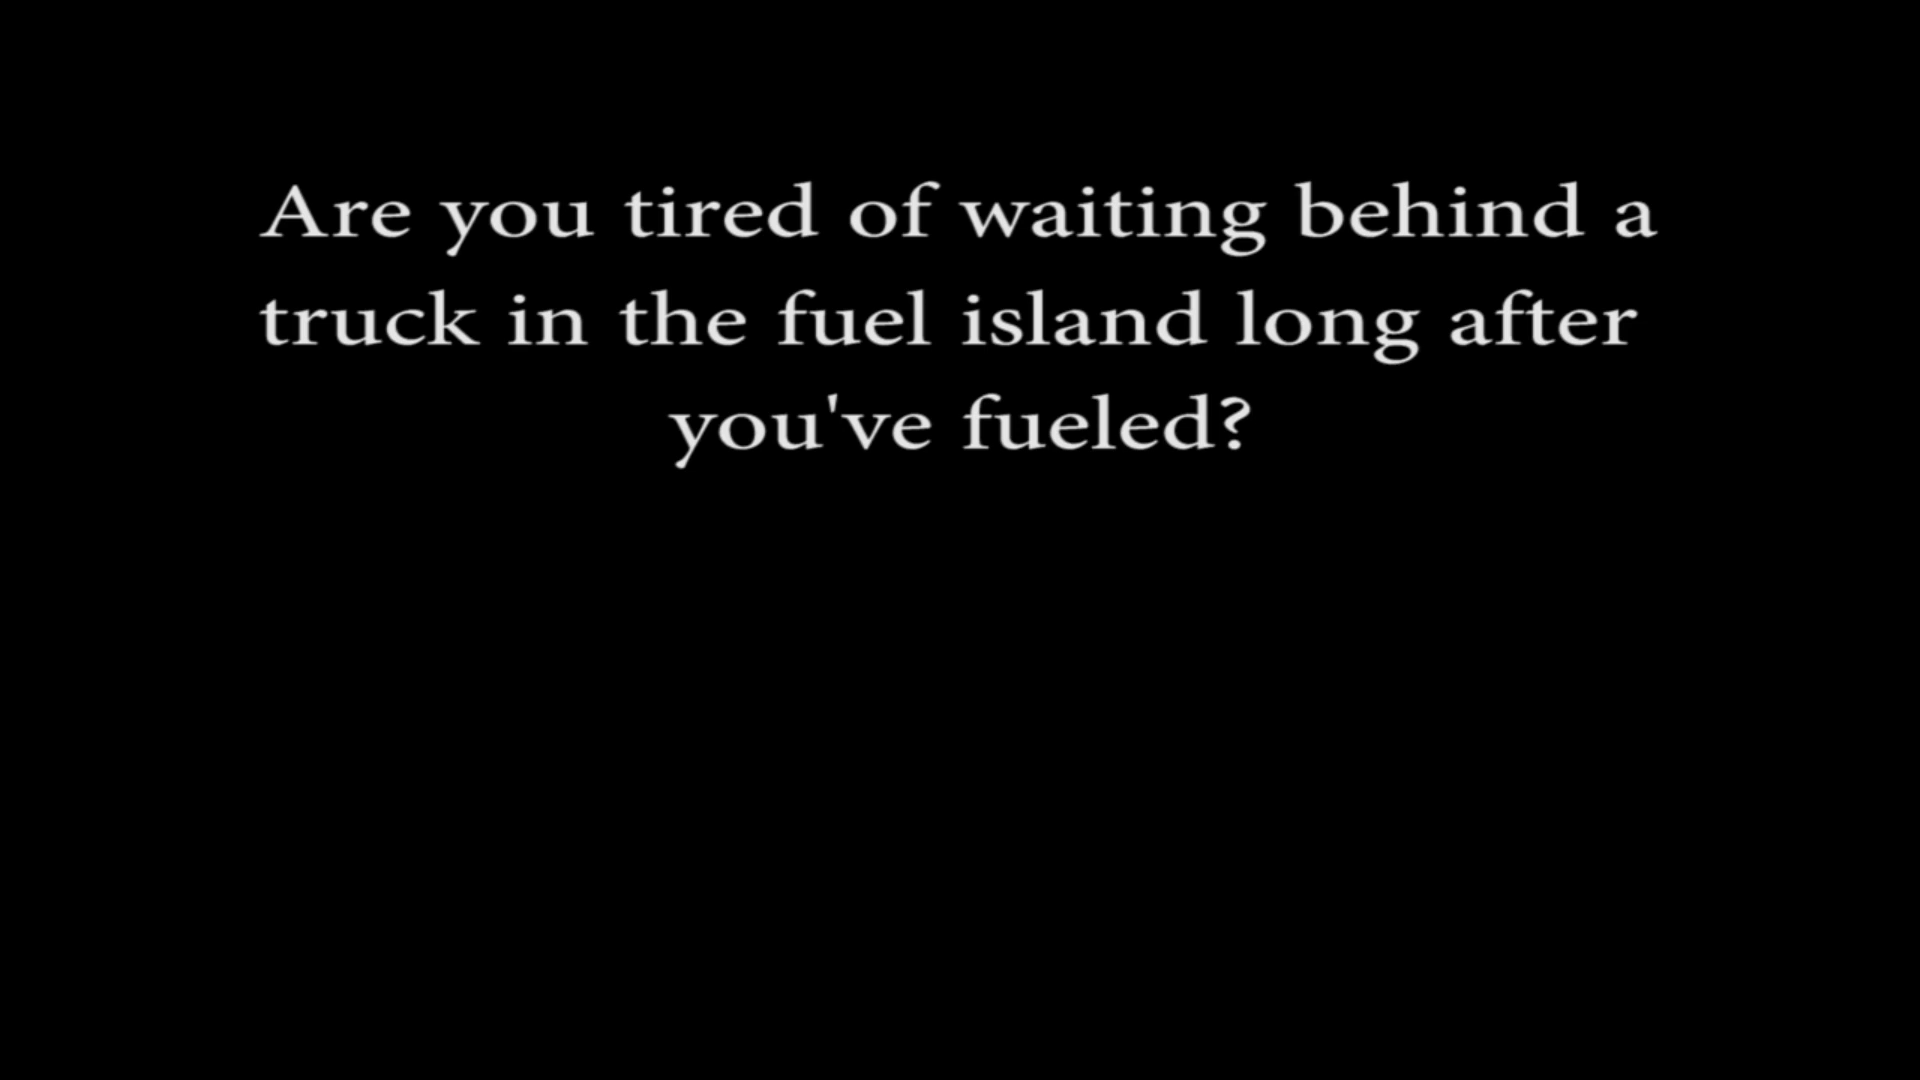 Are you tired of waiting behind a
truck in the fuel island long after
you've fueled?